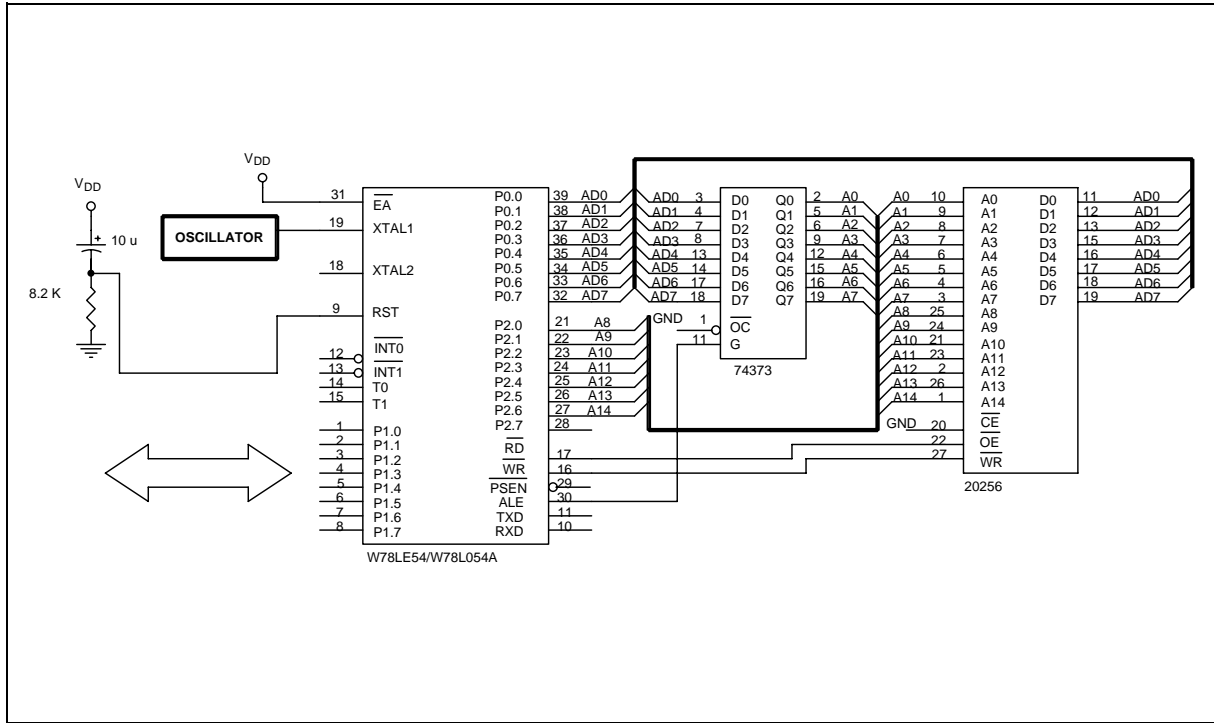 VDD
VDD
10 u
+
8.2 K
OSCILLATOR
31 EA
19 XTAL1
18 XTAL2
9 RST
12 INT0
13 INT1
14 T0
15 T1
1 P1.0
2 P1.1
3 P1.2
4 P1.3
5 P1.4
6 P1.5
7 P1.6
8 P1.7
P0.0 39 AD0
P0.1 38 AD1
P0.2 37 AD2
P0.3 36 AD3
P0.4 35 AD4
P0.5 34 AD5
P0.6 33 AD6
P0.7 32 AD7
P2.0 21 A8
P2.1 22 A9
P2.2 23 A10
P2.3 24 A11
P2.4 25 A12
P2.5 26 A13
P2.6 27 A14
P2.7 28
RD 17
WR 16
PSEN 29
ALE 30
TXD 11
RXD 10
W78LE54/W78L054A
AD0 3 D0 Q0 2 A0
AD1 4 D1 Q1 5 A1
AD2 7 D2 Q2 6 A2
AD3 8 D3 Q3 9 A3
AD4 13 D4 Q4 12 A4
AD5 14 D5 Q5 15 A5
AD6 17 D6 Q6 16 A6
AD7 18 D7 Q7 19 A7
GND 1 OC
11 G
74373
A0 10 A0 D0 11 AD0
A1 9 A1 D1 12 AD1
A2 8 A2 D2 13 AD2
A3 7 A3 D3 15 AD3
A4 6 A4 D4 16 AD4
A5 5 A5 D5 17 AD5
A6 4 A6 D6 18 AD6
A7 3 A7 D7 19 AD7
A8 25 A8
A9 24 A9
A10 21 A10
A11 23 A11
A12 2 A12
A13 26 A13
A14 1 A14
GND 20 CE
22 OE
27 WR
20256